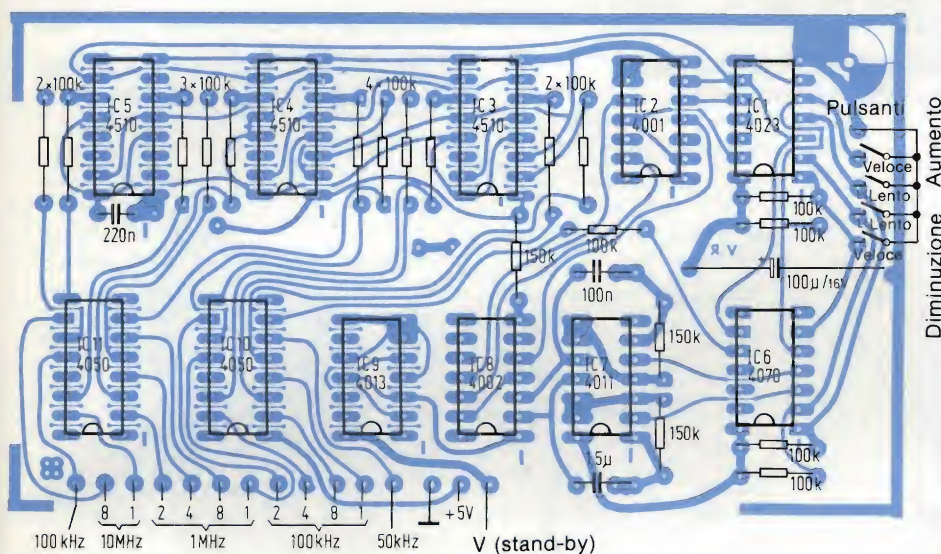 2×100k
3×100k
4×100k
2×100k
IC5
4510
IC4
4510
IC3
4510
IC2
4001
IC1
4023
Pulsanti
Veloce
Lento
Lento
Veloce
Aumento
Diminuzione
220n
150k
100k
100n
100k
100k
V R
+
100µ/16V
IC11
4050
IC10
4050
IC9
4013
IC8
4002
IC7
4011
150k
150k
1,5µ
IC6
4070
100k
100k
8 1 2 4 8 1 2 4 8 1 +5V
100kHz 10MHz 1MHz 100kHz 50kHz V (stand-by)